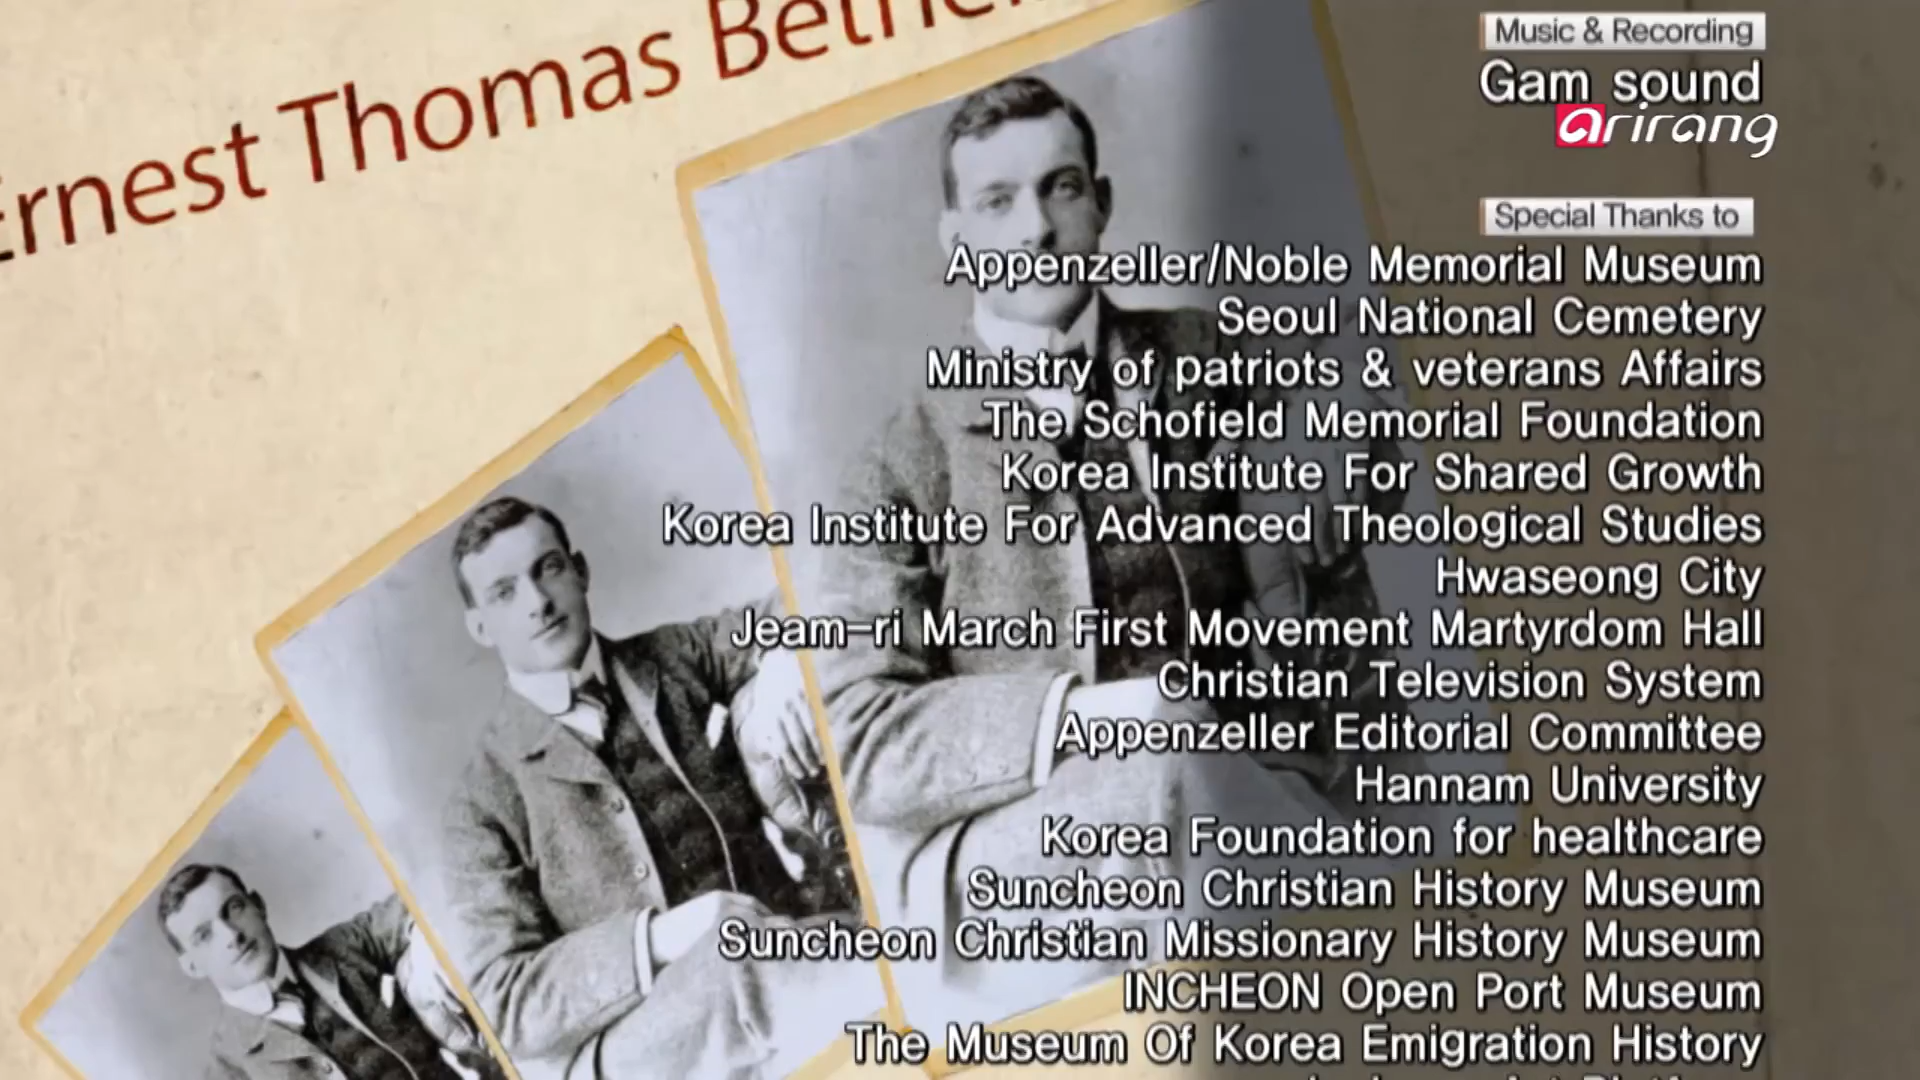 Ernest Thomas Bethell
Music & Recording
Gam sound
arirang
Special Thanks to
Appenzeller/Noble Memorial Museum
Seoul National Cemetery
Ministry of patriots & veterans Affairs
The Schofield Memorial Foundation
Korea Institute For Shared Growth
Korea Institute For Advanced Theological Studies
Hwaseong City
Jeam-ri March First Movement Martyrdom Hall
Christian Television System
Appenzeller Editorial Committee
Hannam University
Korea Foundation for healthcare
Suncheon Christian History Museum
Suncheon Christian Missionary History Museum
INCHEON Open Port Museum
The Museum Of Korea Emigration History